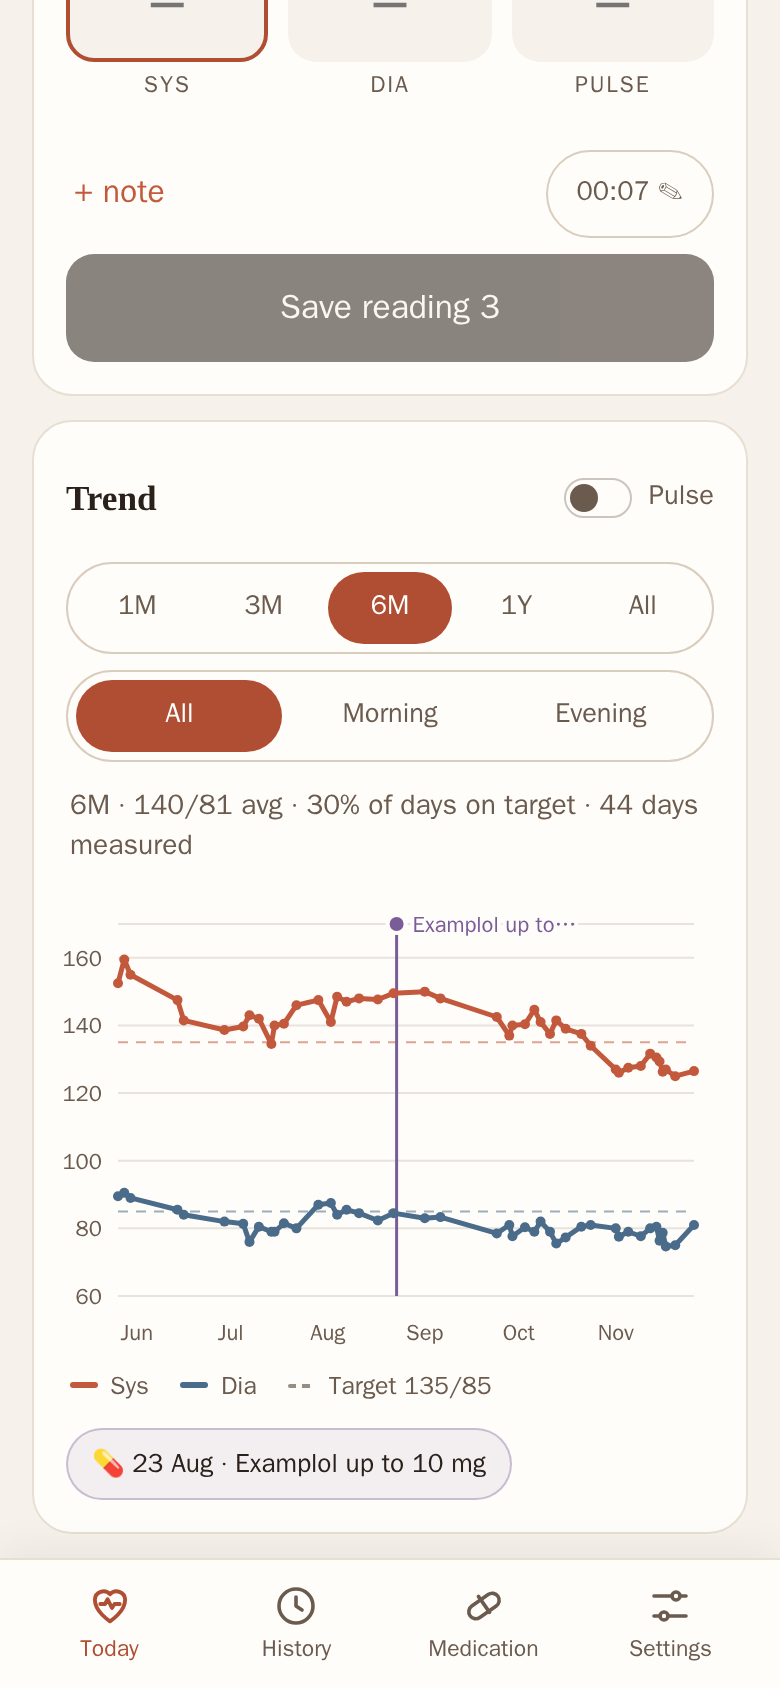 SYS DIA PULSE
+ note 00:07 ✎
Save reading 3
Trend Pulse
1M 3M 6M 1Y All
All Morning Evening
6M · 140/81 avg · 30% of days on target · 44 days
measured
Examplol up to···
160
140
120
100
80
60
Jun Jul Aug Sep Oct Nov
Sys Dia Target 135/85
💊 23 Aug · Examplol up to 10 mg
Today History Medication Settings